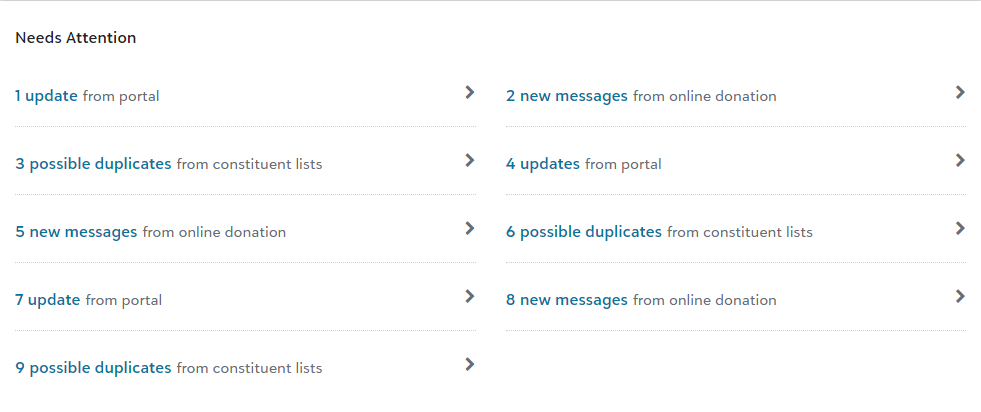 Needs Attention
1 update from portal
2 new messages from online donation
3 possible duplicates from constituent lists
4 updates from portal
5 new messages from online donation
6 possible duplicates from constituent lists
7 update from portal
8 new messages from online donation
9 possible duplicates from constituent lists